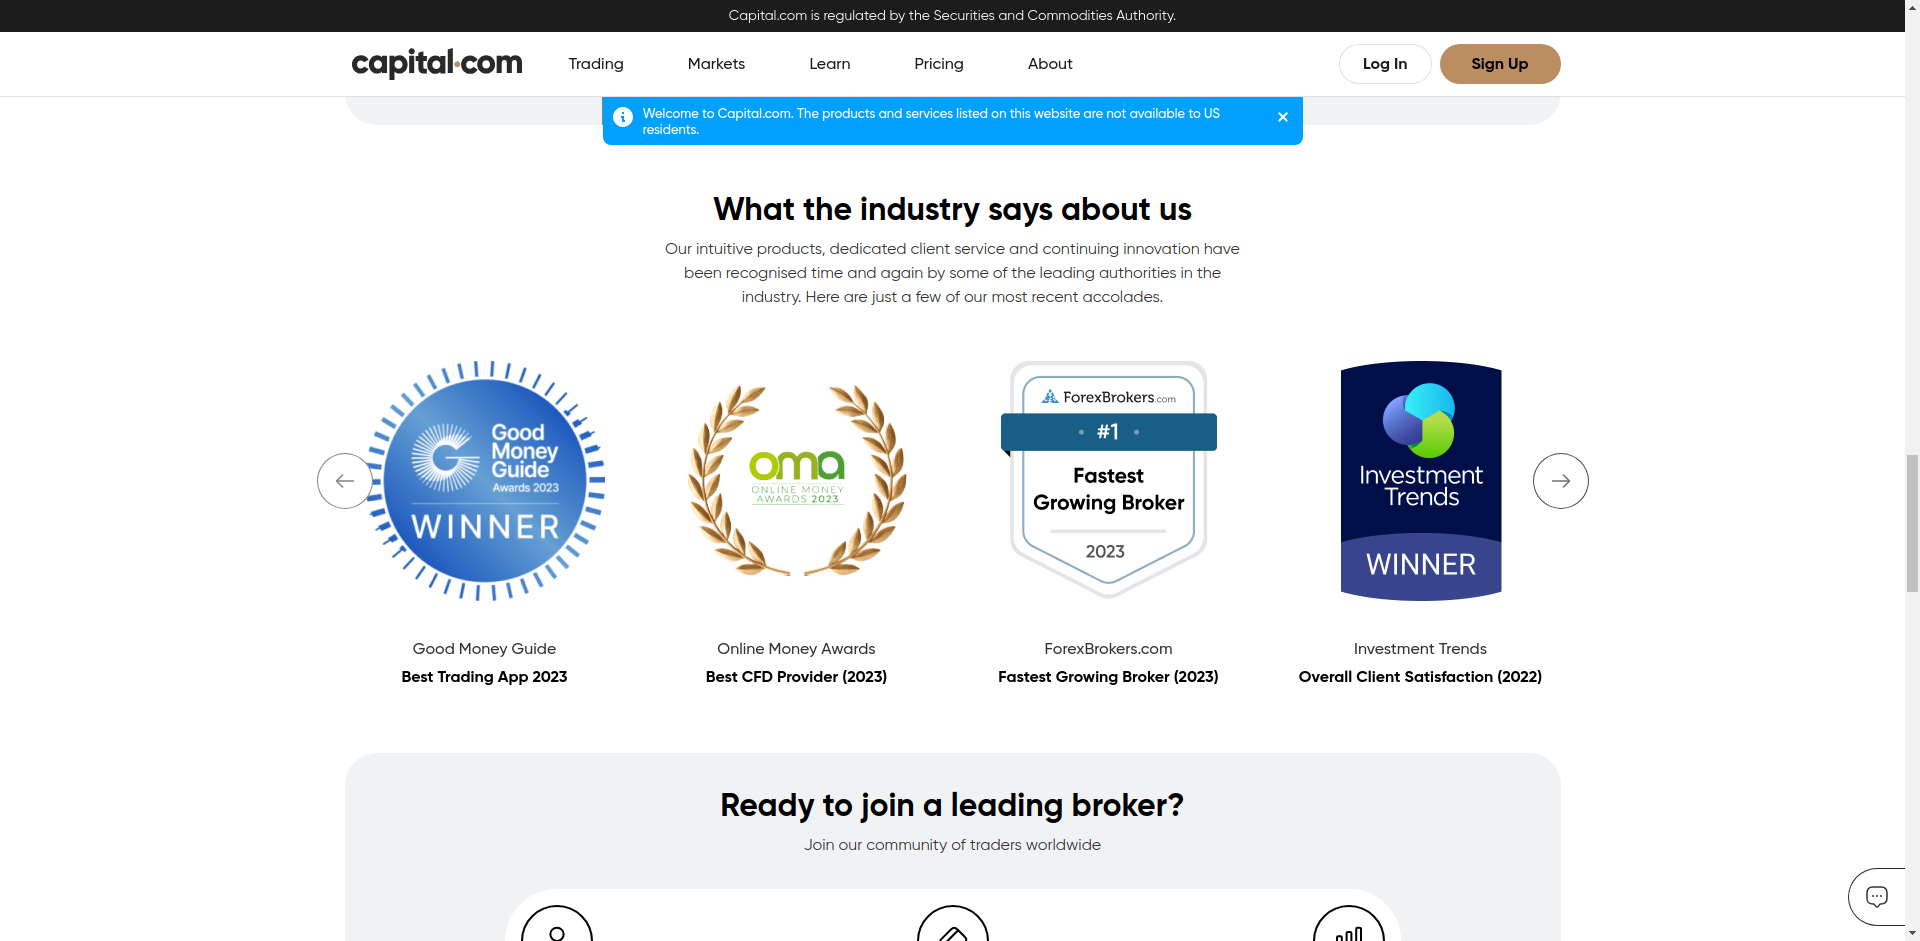 Capital.com is regulated by the Securities and Commodities Authority.
capital.com
Trading
Markets
Learn
Pricing
About
Log In
Sign Up
Welcome to Capital.com. The products and services listed on this website are not available to US
residents.
What the industry says about us
Our intuitive products, dedicated client service and continuing innovation have
been recognised time and again by some of the leading authorities in the
industry. Here are just a few of our most recent accolades.
Good
Money
Guide
Awards 2023
WINNER
oma
ONLINE MONEY
AWARDS 2023
ForexBrokers.com
#1
Fastest
Growing Broker
2023
Investment
Trends
WINNER
Good Money Guide
Best Trading App 2023
Online Money Awards
Best CFD Provider (2023)
ForexBrokers.com
Fastest Growing Broker (2023)
Investment Trends
Overall Client Satisfaction (2022)
Ready to join a leading broker?
Join our community of traders worldwide